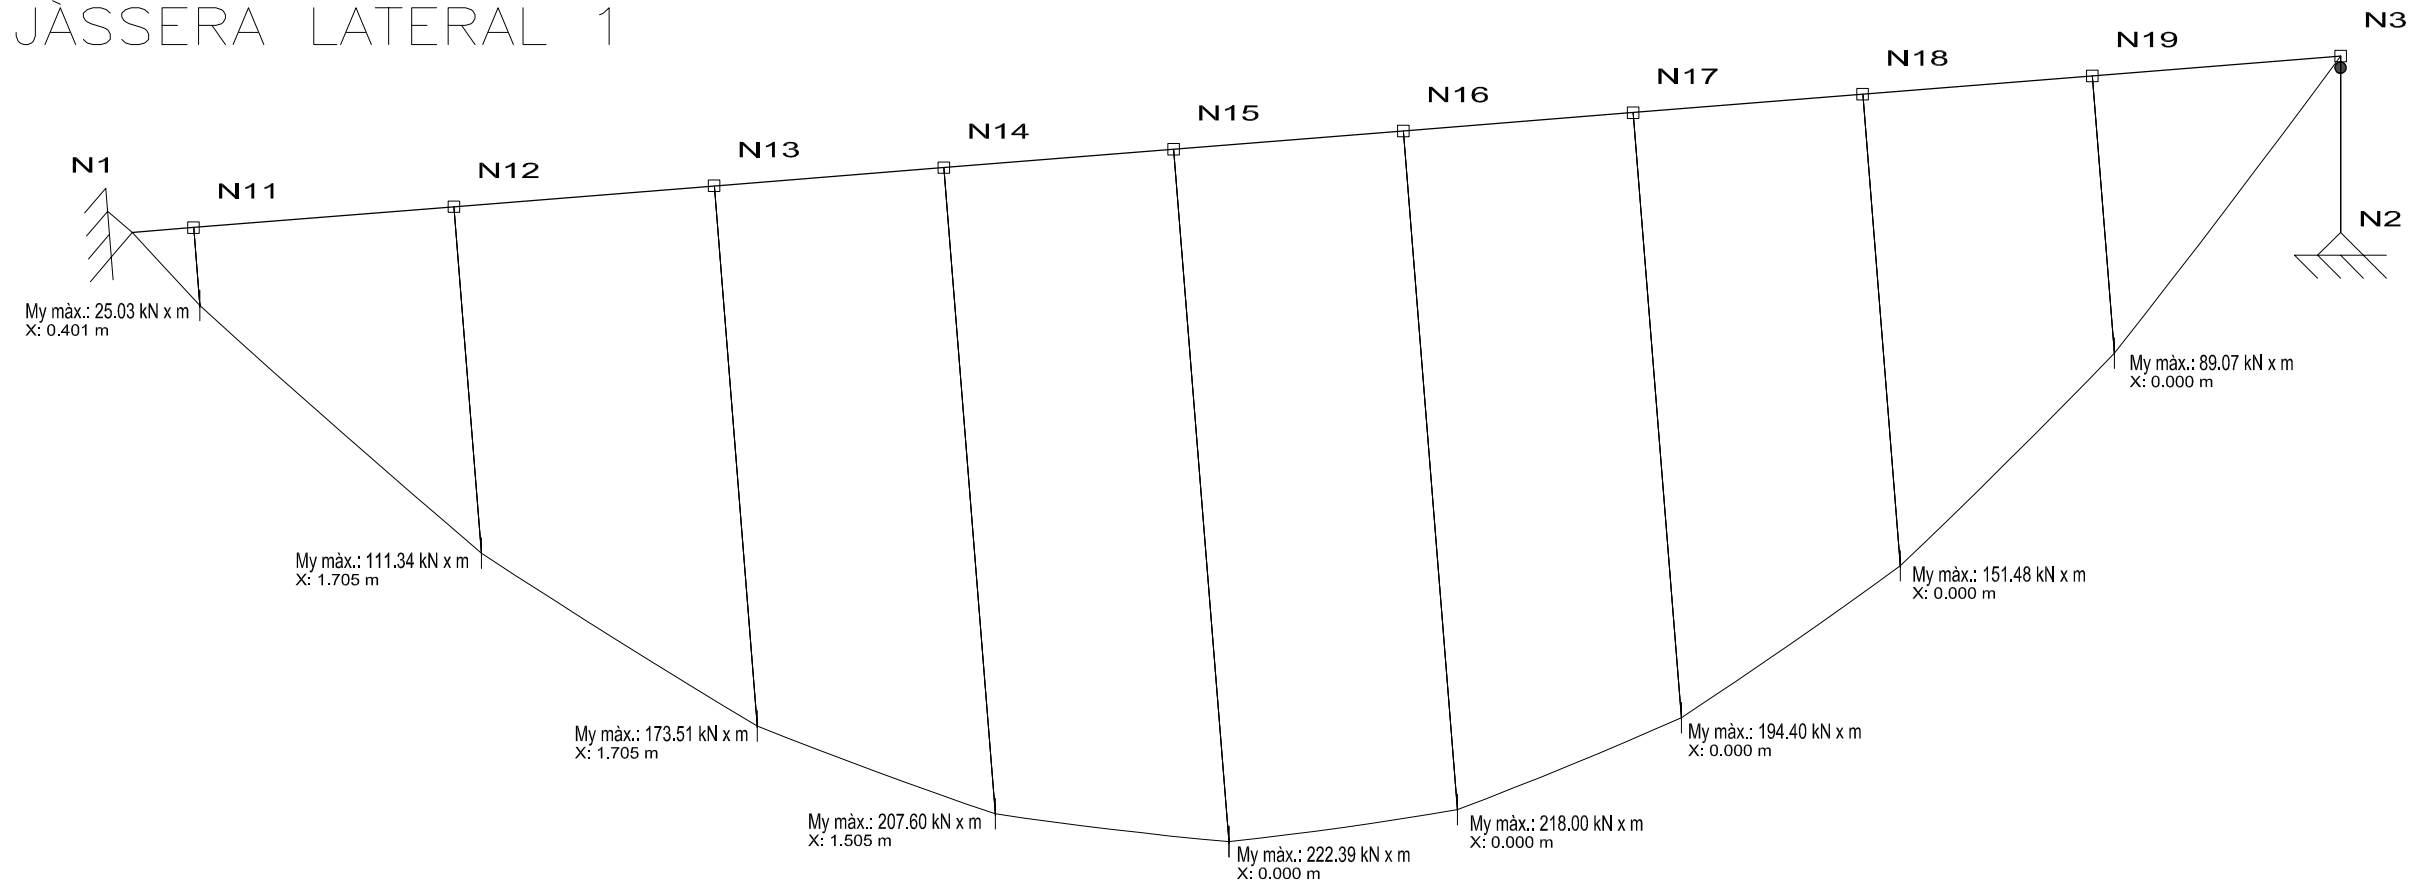 JÀSSERA LATERAL 1
N3
N19
N18
N17
N16
N15
N14
N13
N1
N12
N11
N2
My màx.: 25.03 kN x m
X: 0.401 m
My màx.: 89.07 kN x m
X: 0.000 m
My màx.: 111.34 kN x m
X: 1.705 m
My màx.: 151.48 kN x m
X: 0.000 m
My màx.: 173.51 kN x m
X: 1.705 m
My màx.: 194.40 kN x m
X: 0.000 m
My màx.: 207.60 kN x m
X: 1.505 m
My màx.: 218.00 kN x m
X: 0.000 m
My màx.: 222.39 kN x m
X: 0.000 m